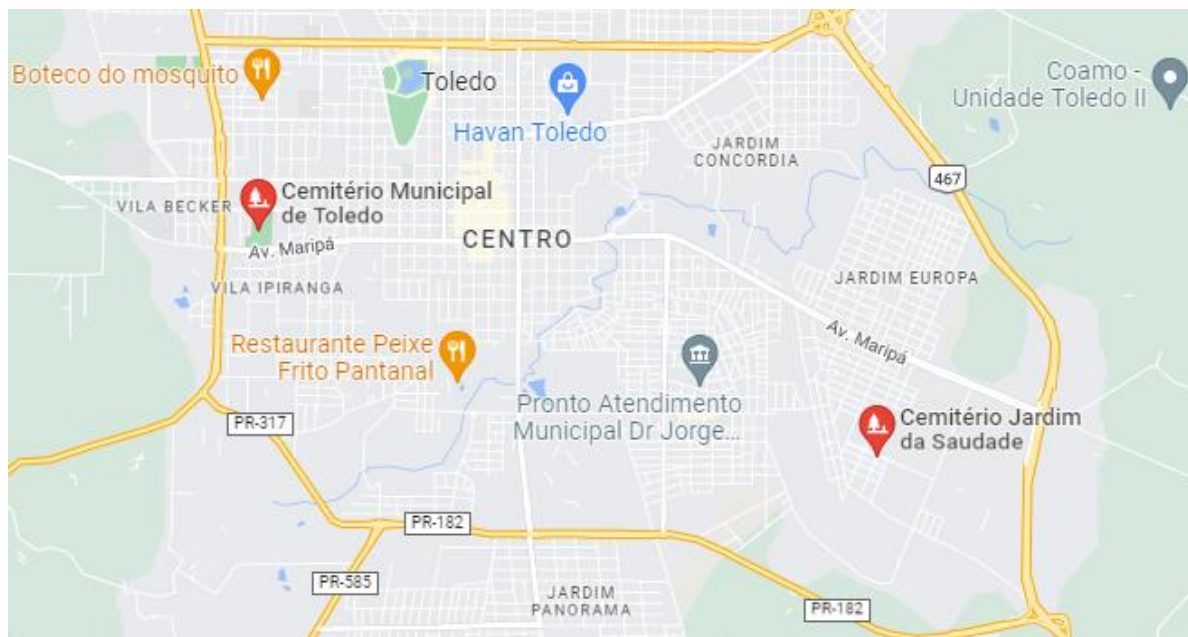 Boteco do mosquito
Toledo
Coamo -
Unidade Toledo II
Havan Toledo
JARDIM
CONCORDIA
467
Cemitério Municipal
de Toledo
VILA BECKER
Av. Maripá
CENTRO
VILA IPIRANGA
JARDIM EUROPA
Av. Maripá
Restaurante Peixe
Frito Pantanal
Pronto Atendimento
Municipal Dr Jorge...
Cemitério Jardim
da Saudade
PR-317
PR-182
PR-585
JARDIM
PANORAMA
PR-182